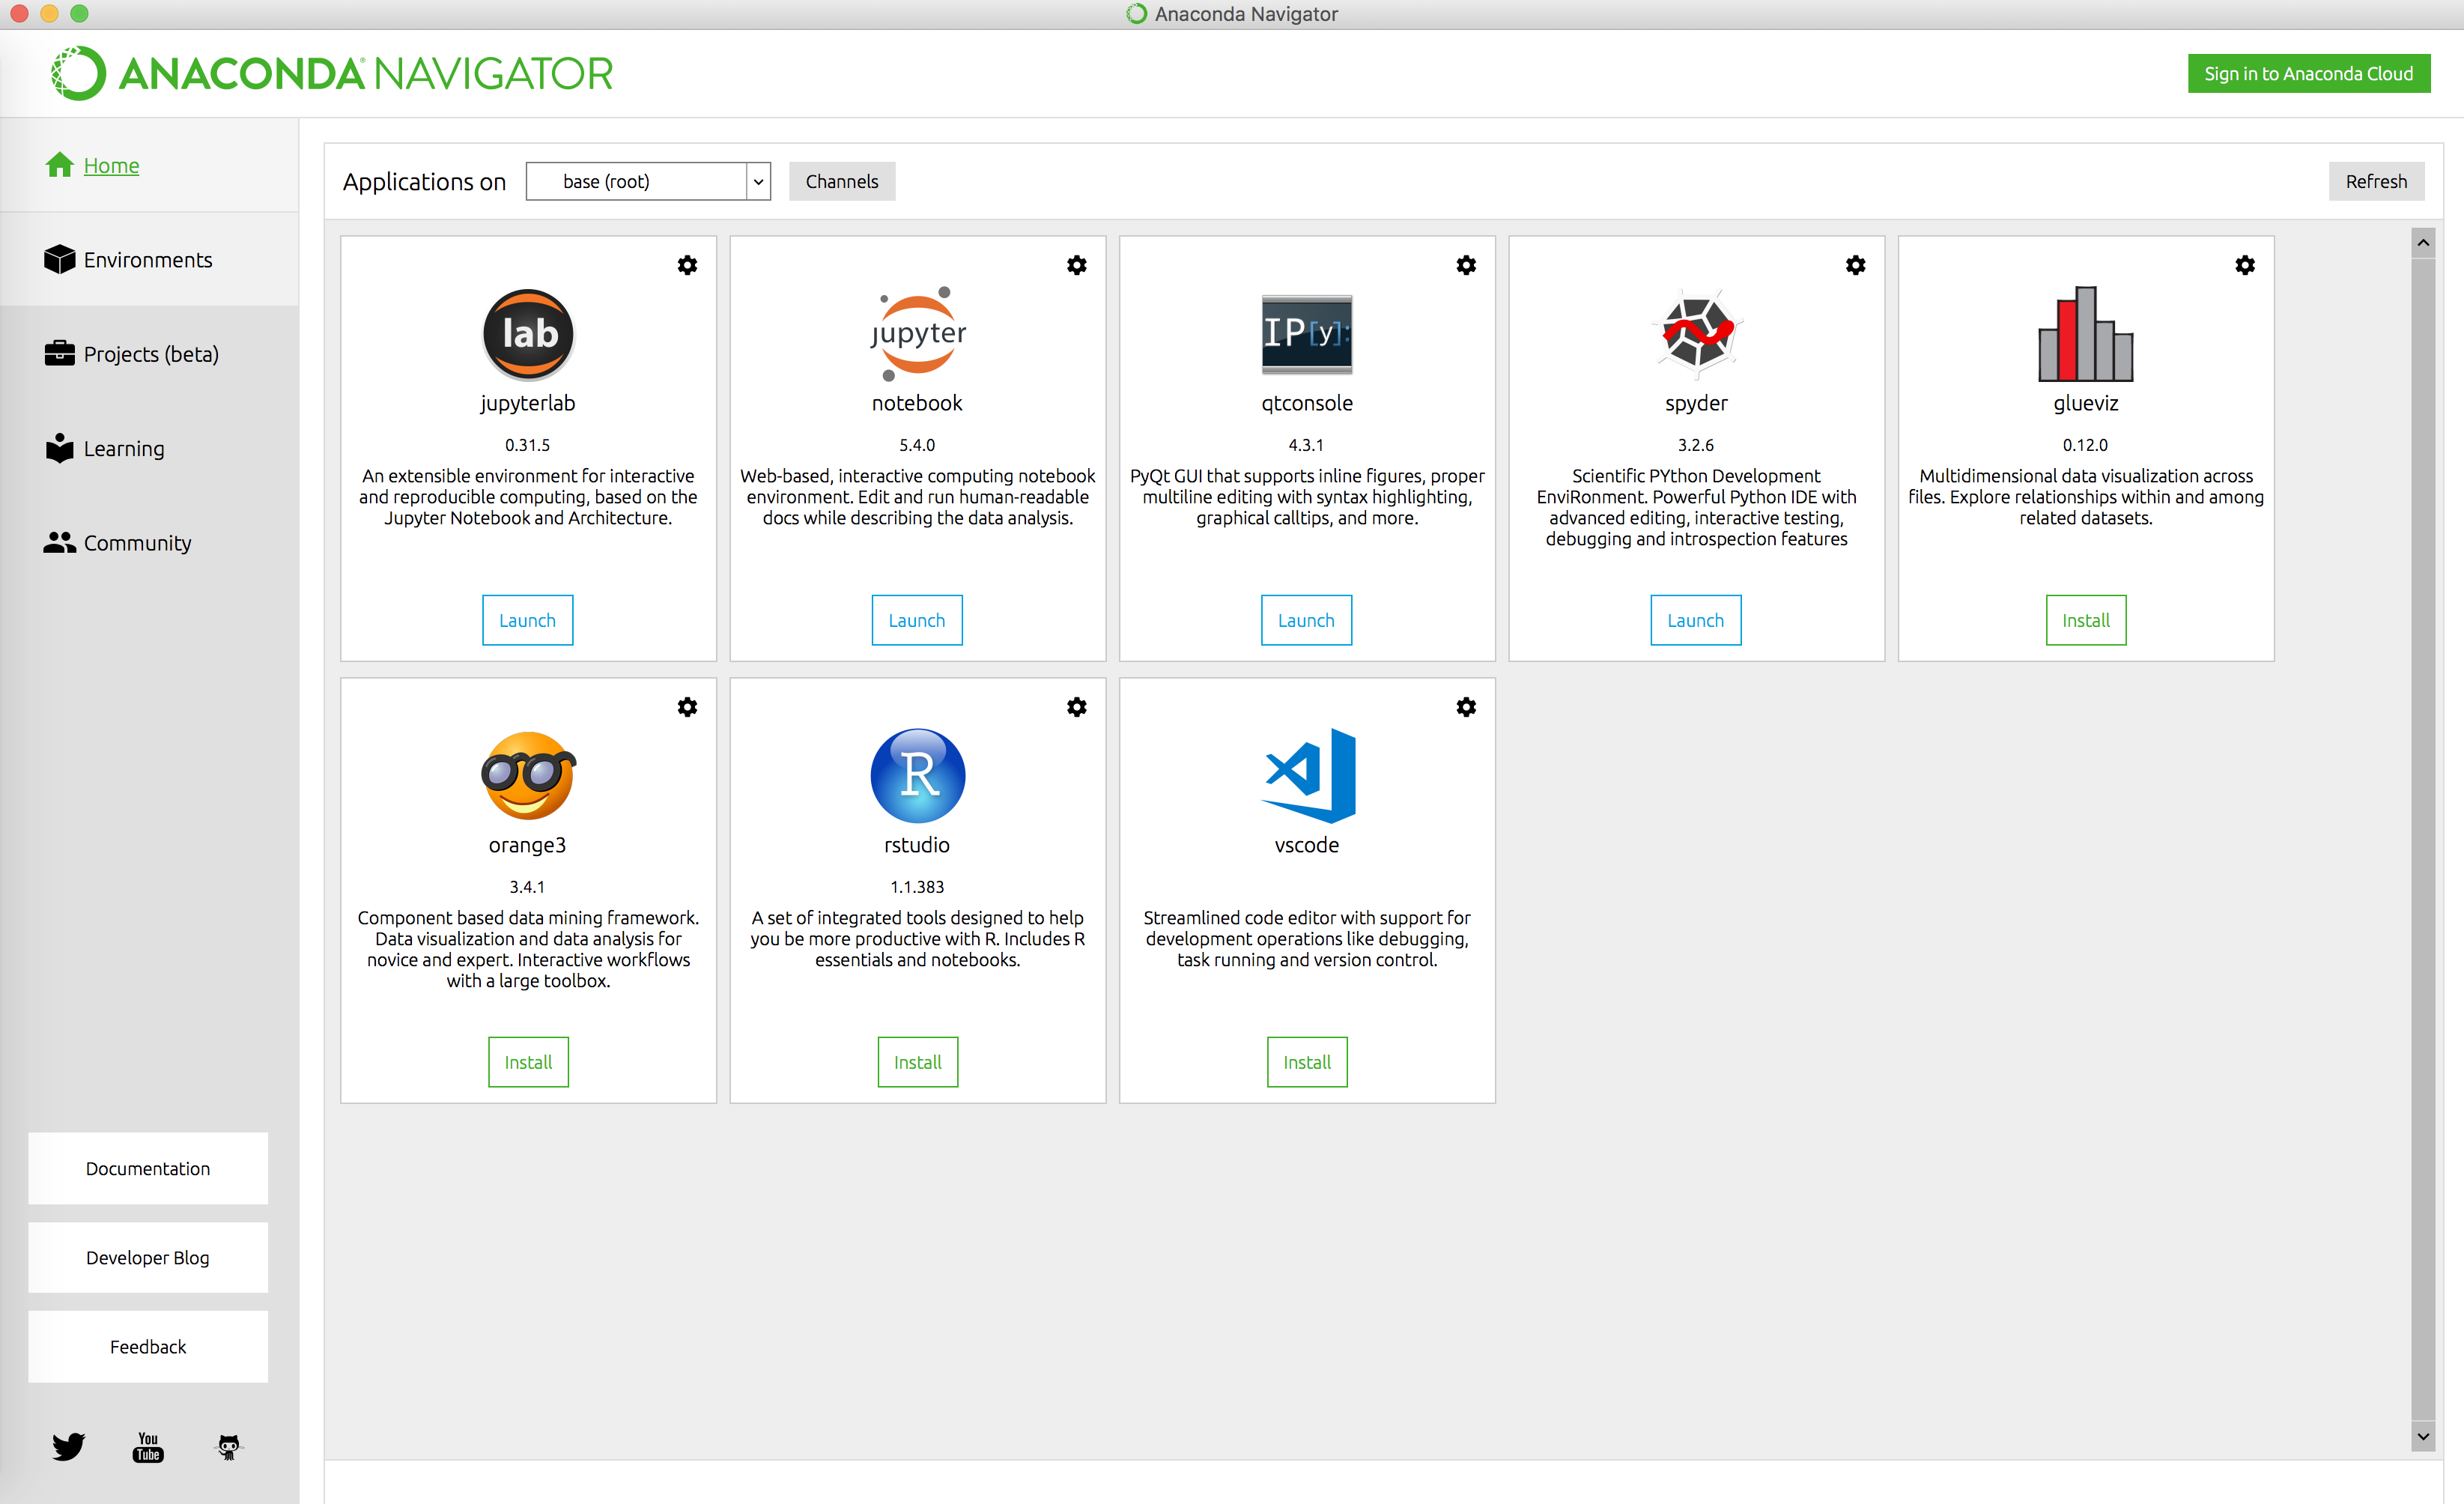 Anaconda Navigator
ANACONDA® NAVIGATOR
Sign in to Anaconda Cloud
Home
Environments
Projects (beta)
Learning
Community
Documentation
Developer Blog
Feedback
You
Tube
Applications on
base (root)
Channels
Refresh
lab
jupyterlab
0.31.5
An extensible environment for interactive
and reproducible computing, based on the
Jupyter Notebook and Architecture.
Launch
jupyter
notebook
5.4.0
Web-based, interactive computing notebook
environment. Edit and run human-readable
docs while describing the data analysis.
Launch
IP[y]:
qtconsole
4.3.1
PyQt GUI that supports inline figures, proper
multiline editing with syntax highlighting,
graphical calltips, and more.
Launch
spyder
3.2.6
Scientific PYthon Development
EnviRonment. Powerful Python IDE with
advanced editing, interactive testing,
debugging and introspection features
Launch
glueviz
0.12.0
Multidimensional data visualization across
files. Explore relationships within and among
related datasets.
Install
orange3
3.4.1
Component based data mining framework.
Data visualization and data analysis for
novice and expert. Interactive workflows
with a large toolbox.
Install
R
rstudio
1.1.383
A set of integrated tools designed to help
you be more productive with R. Includes R
essentials and notebooks.
Install
vscode
Streamlined code editor with support for
development operations like debugging,
task running and version control.
Install